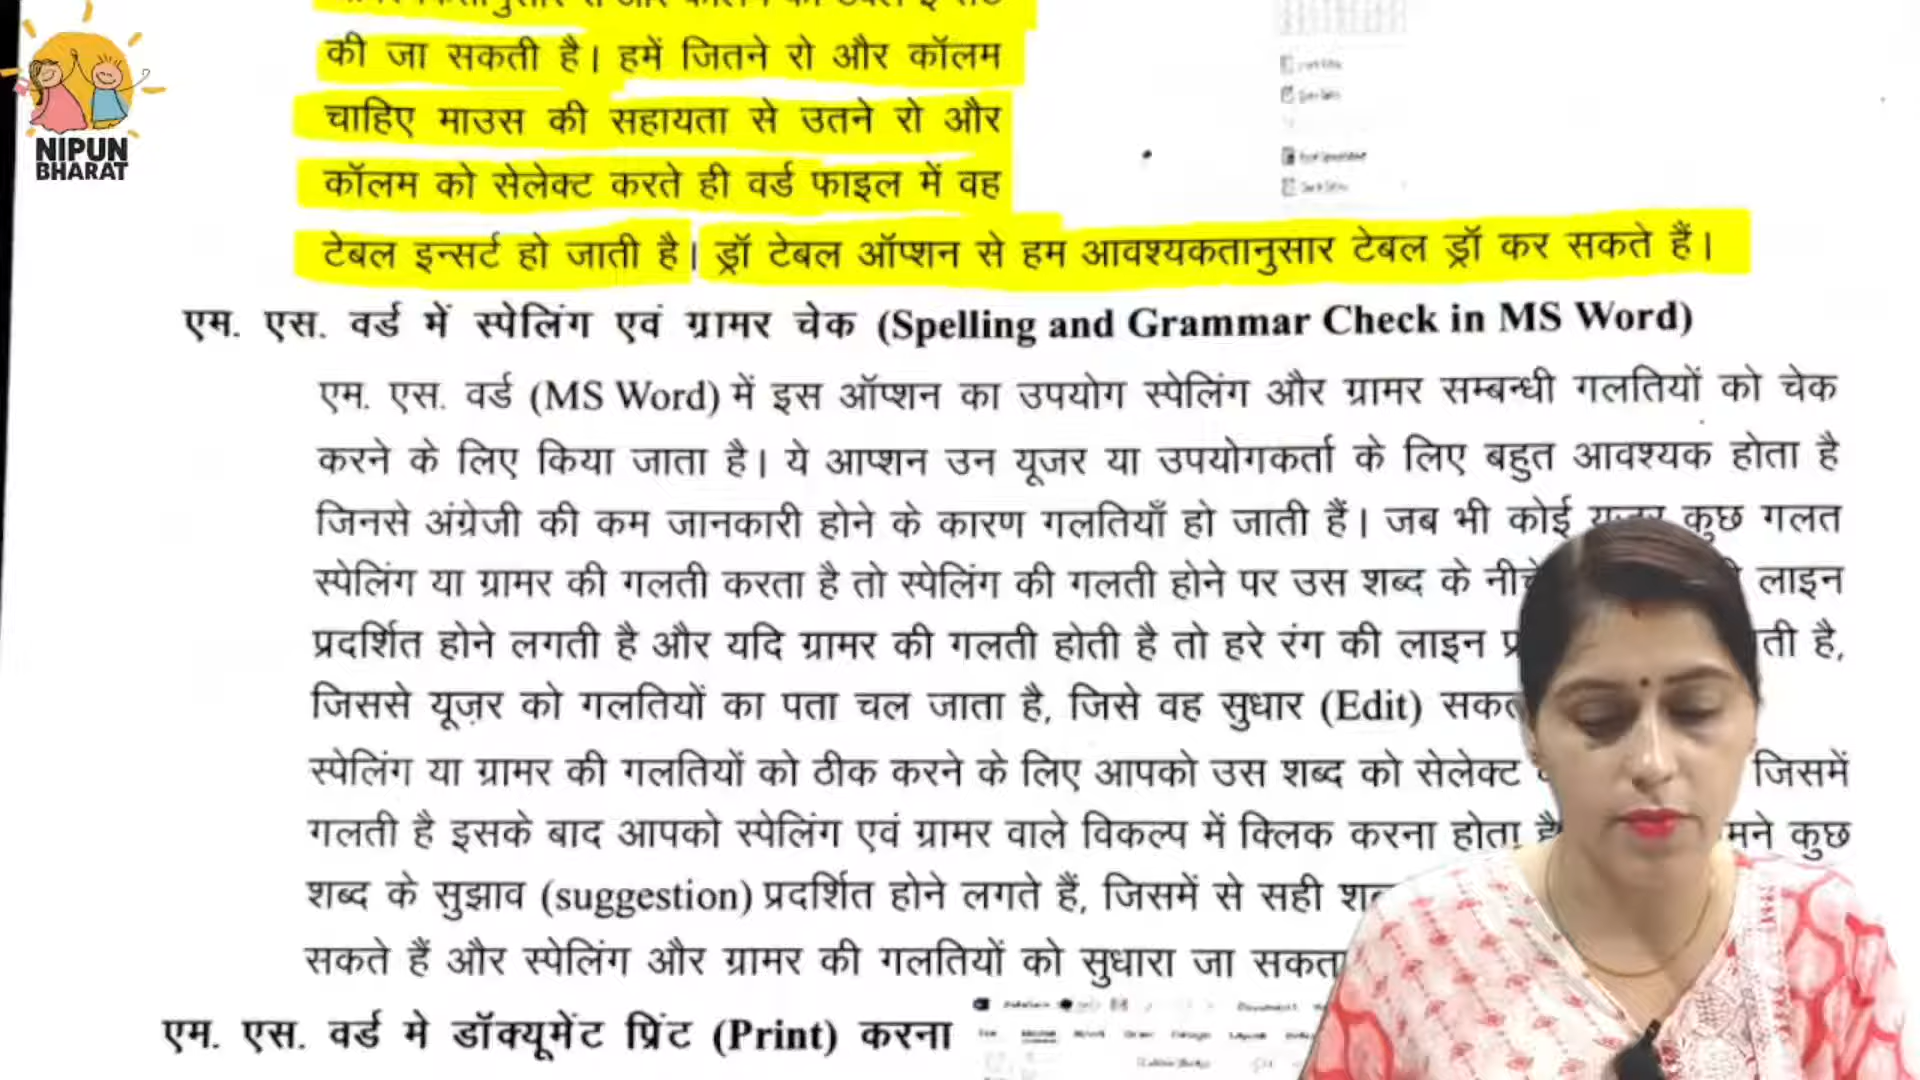 NIPUN
BHARAT
की जा सकती है। हमें जितने रो और कॉलम
चाहिए माउस की सहायता से उतने रो और
कॉलम को सेलेक्ट करते ही वर्ड फाइल में वह
टेबल इन्सर्ट हो जाती है। ड्रॉ टेबल ऑप्शन से हम आवश्यकतानुसार टेबल ड्रॉ कर सकते हैं।
एम. एस. वर्ड में स्पेलिंग एवं ग्रामर चेक (Spelling and Grammar Check in MS Word)
एम. एस. वर्ड (MS Word) में इस ऑप्शन का उपयोग स्पेलिंग और ग्रामर सम्बन्धी गलतियों को चेक
करने के लिए किया जाता है। ये आप्शन उन यूजर या उपयोगकर्ता के लिए बहुत आवश्यक होता है
जिनसे अंग्रेजी की कम जानकारी होने के कारण गलतियाँ हो जाती हैं। जब भी कोई कुछ गलत
स्पेलिंग या ग्रामर की गलती करता है तो स्पेलिंग की गलती होने पर उस शब्द के लाइन
प्रदर्शित होने लगती है और यदि ग्रामर की गलती होती है तो हरे रंग की लाइन है,
जिससे यूज़र को गलतियों का पता चल जाता है, जिसे वह सुधार (Edit)
स्पेलिंग या ग्रामर की गलतियों को ठीक करने के लिए आपको उस शब्द को सेलेक्ट जिसमें
गलती है इसके बाद आपको स्पेलिंग एवं ग्रामर वाले विकल्प में क्लिक करना होता कुछ
शब्द के सुझाव (suggestion) प्रदर्शित होने लगते हैं, जिसमें से सही
सकते हैं और स्पेलिंग और ग्रामर की गलतियों को सुधारा जा
एम. एस. वर्ड मे डॉक्यूमेंट प्रिंट (Print) करना